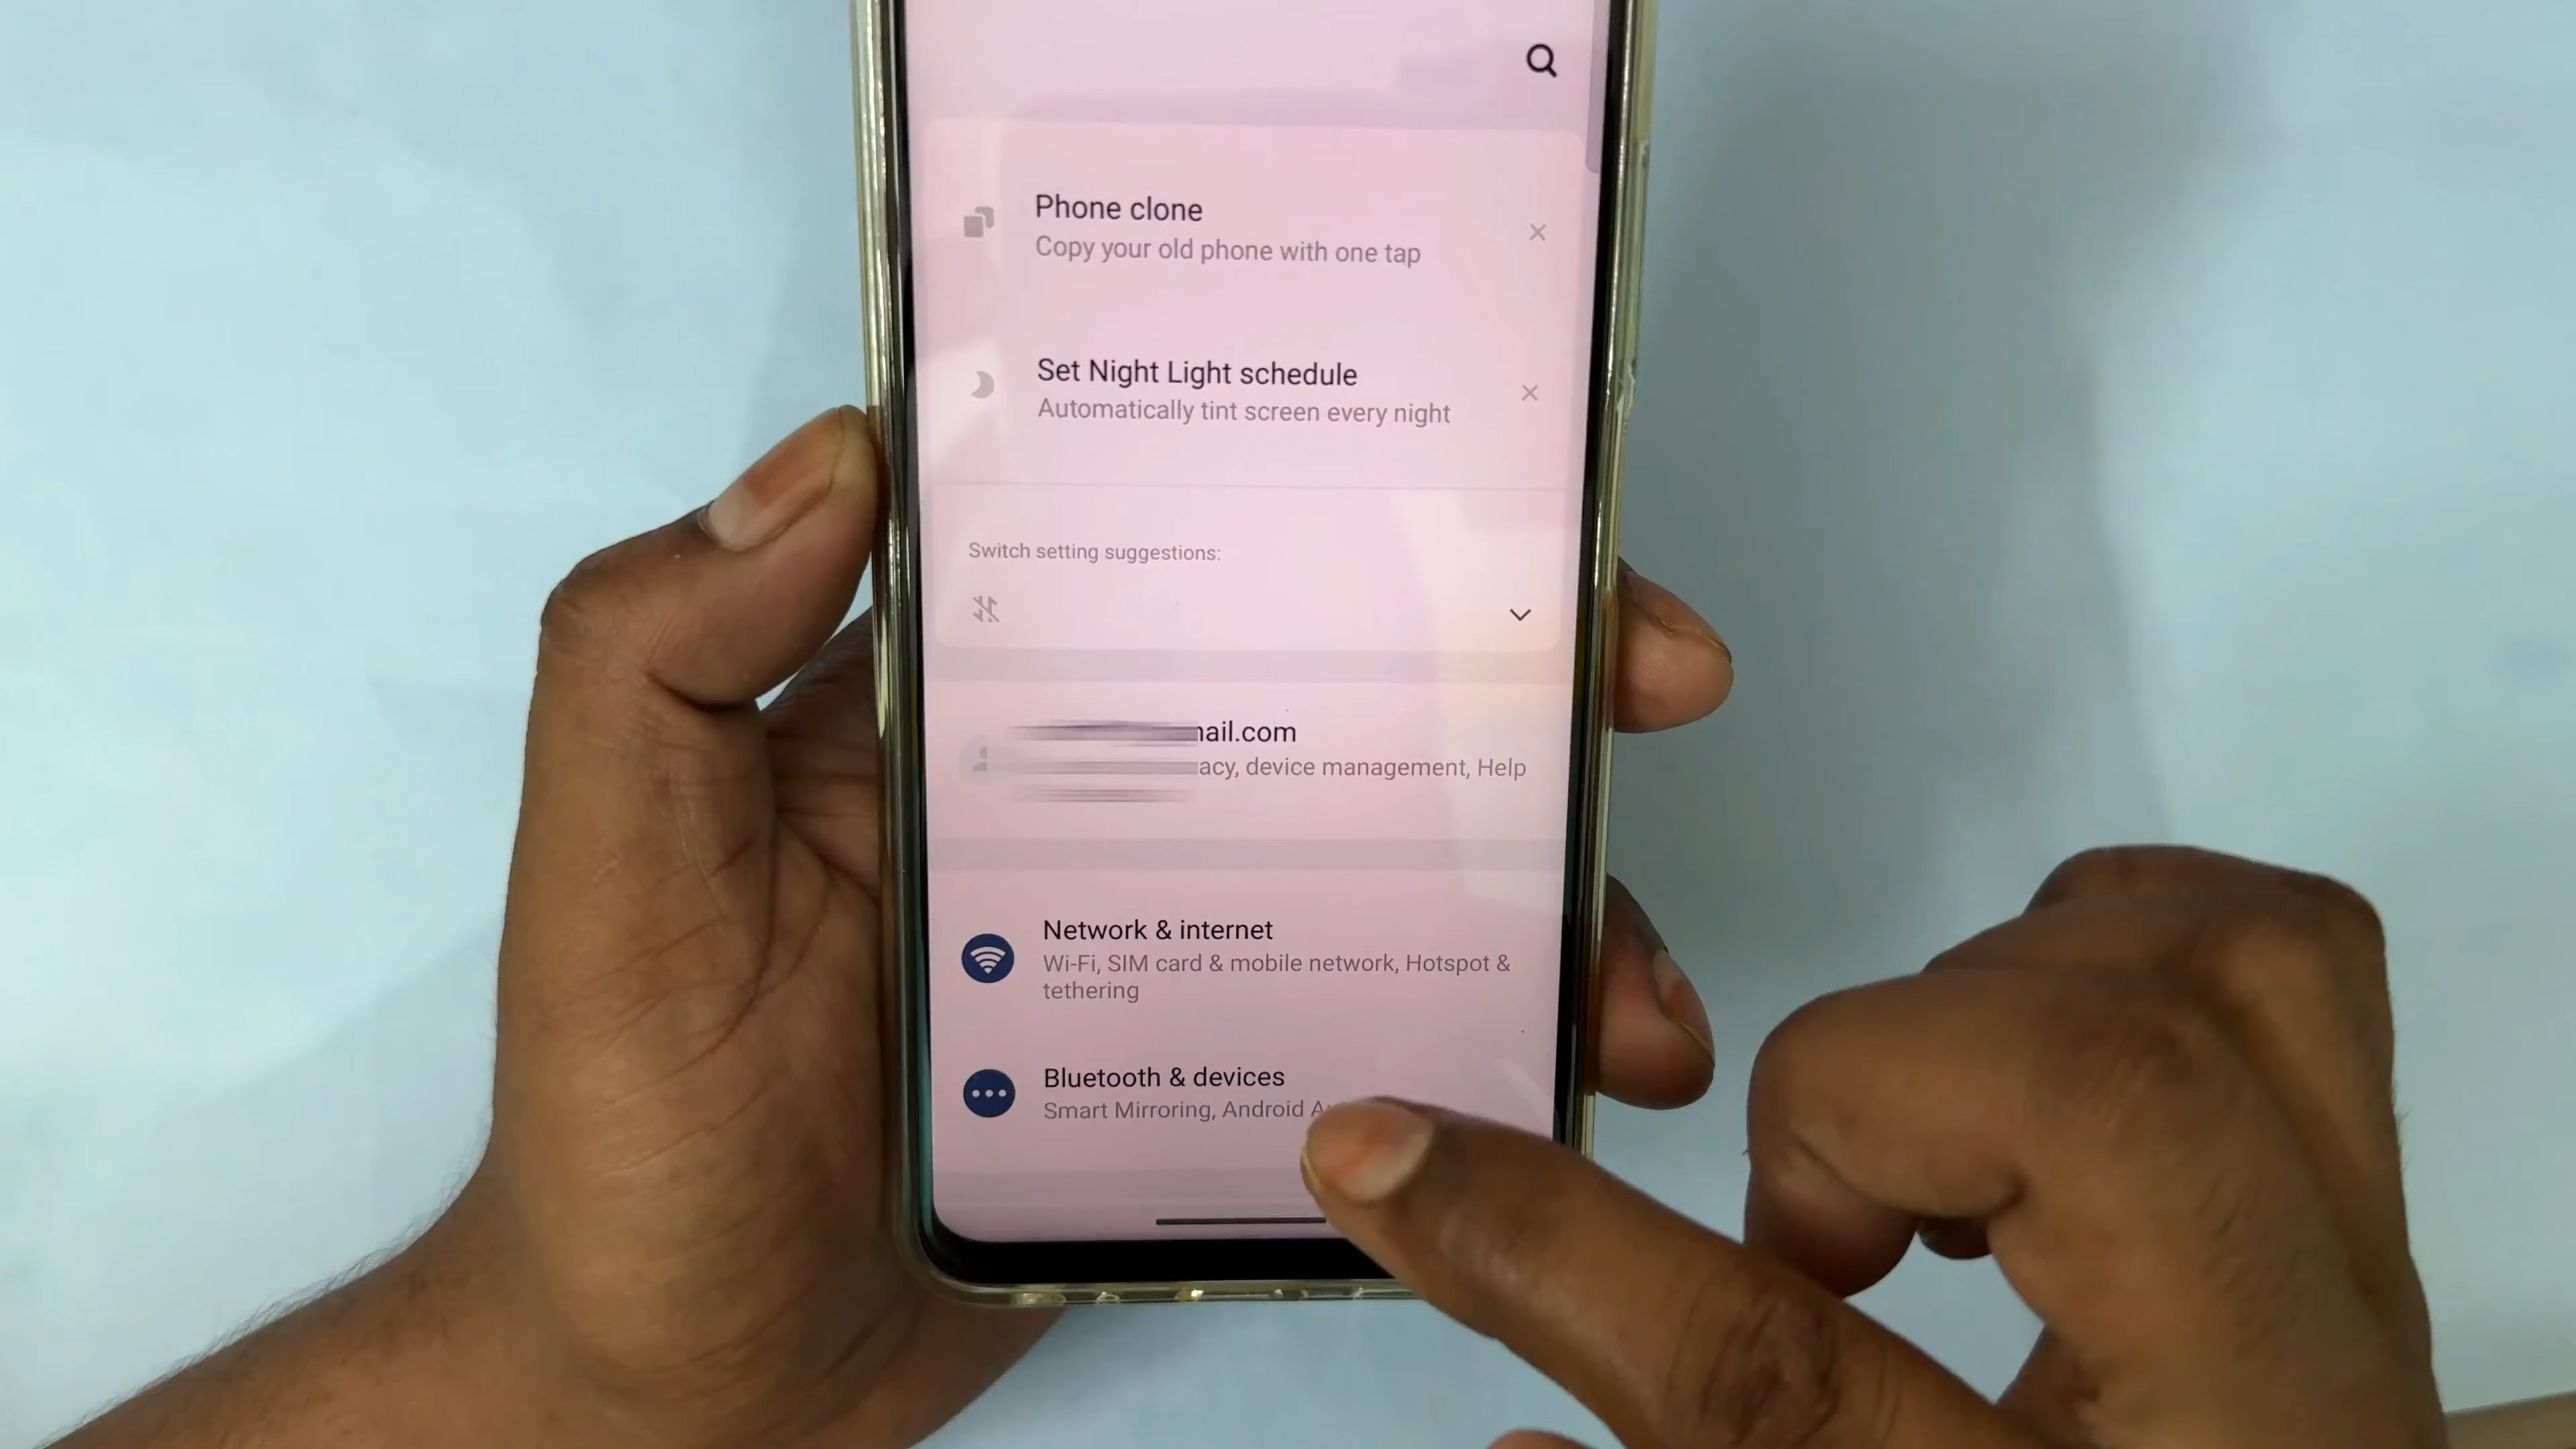 Phone clone
Copy your old phone with one tap
Set Night Light schedule
Automatically tint screen every night
Switch setting suggestions:
ail.com
acy, device management, Help
Network & internet
Wi-Fi, SIM card & mobile network, Hotspot &
tethering
Bluetooth & devices
Smart Mirroring, Android